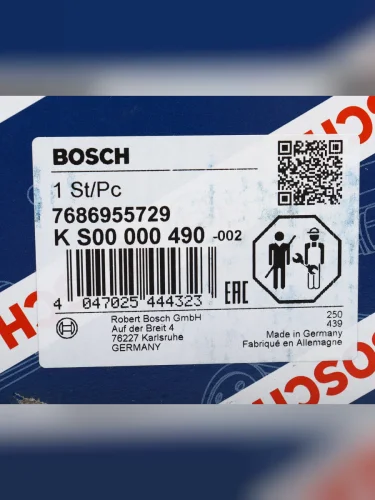 BOSCH
BOSCH
1 St/Pc
7686955729
K S00 000 490 -002
4 047025 444323
EAC
Robert Bosch GmbH
Auf der Breit 4
76227 Karlsruhe
GERMANY
250
439
Made in Germany
Fabriqué en Allemagne
BOSCH
BOSCH